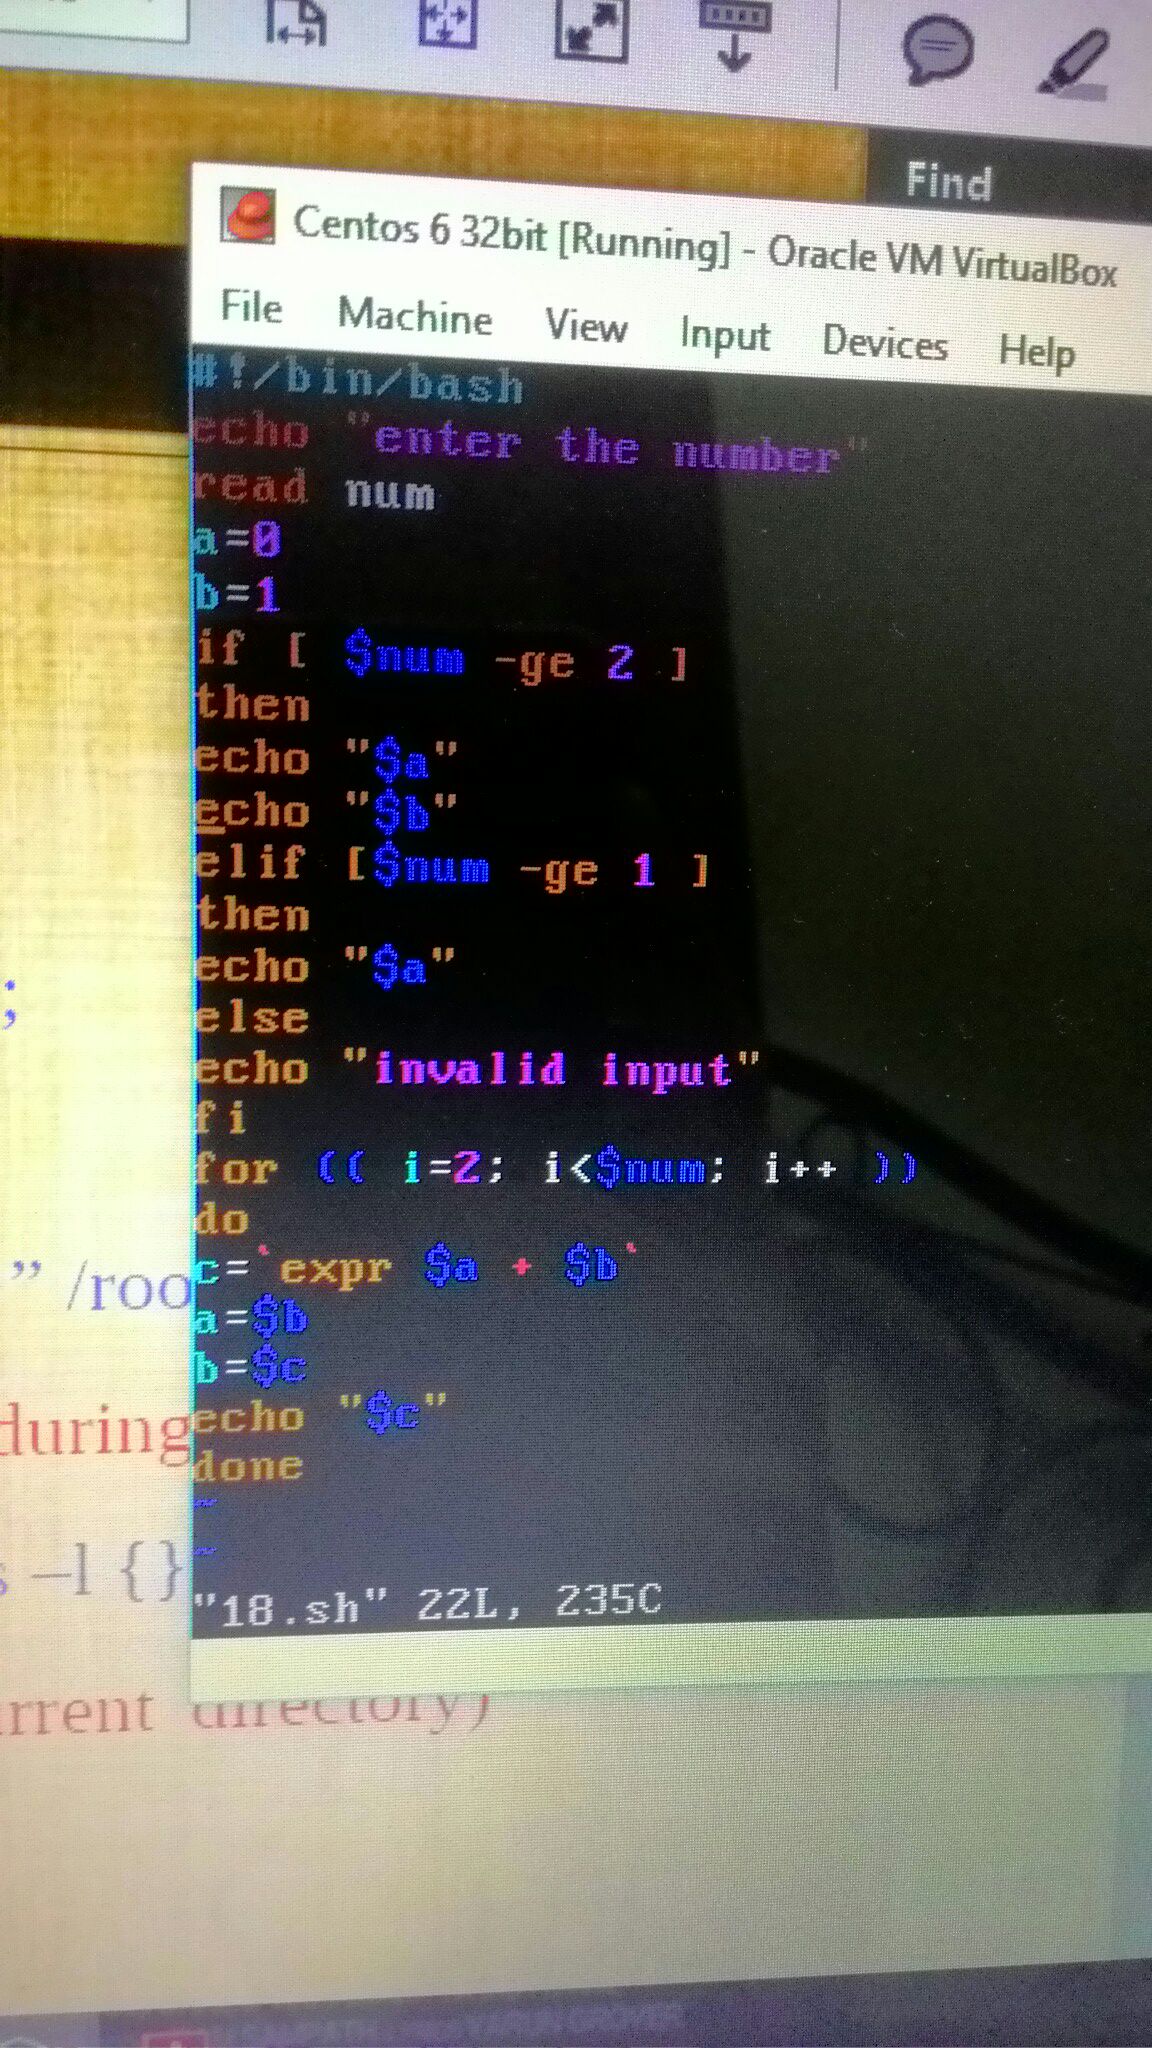 Find
Centos 6 32bit [Running] - Oracle VM VirtualBox
File Machine View Input Devices Help
#!/bin/bash
echo "enter the number"
read num
a=0
b=1
if [ $num -ge 2 ]
then
echo "$a"
echo "$b"
elif [$num -ge 1 ]
then
echo "$a"
else
echo "invalid input"
fi
for (( i=2; i<$num; i++ ))
do
c=`expr $a + $b`
a=$b
b=$c
echo "$c"
done
~
~
"18.sh" 22L, 235C
;
” /roo
during
s –l {}
rrent directory)